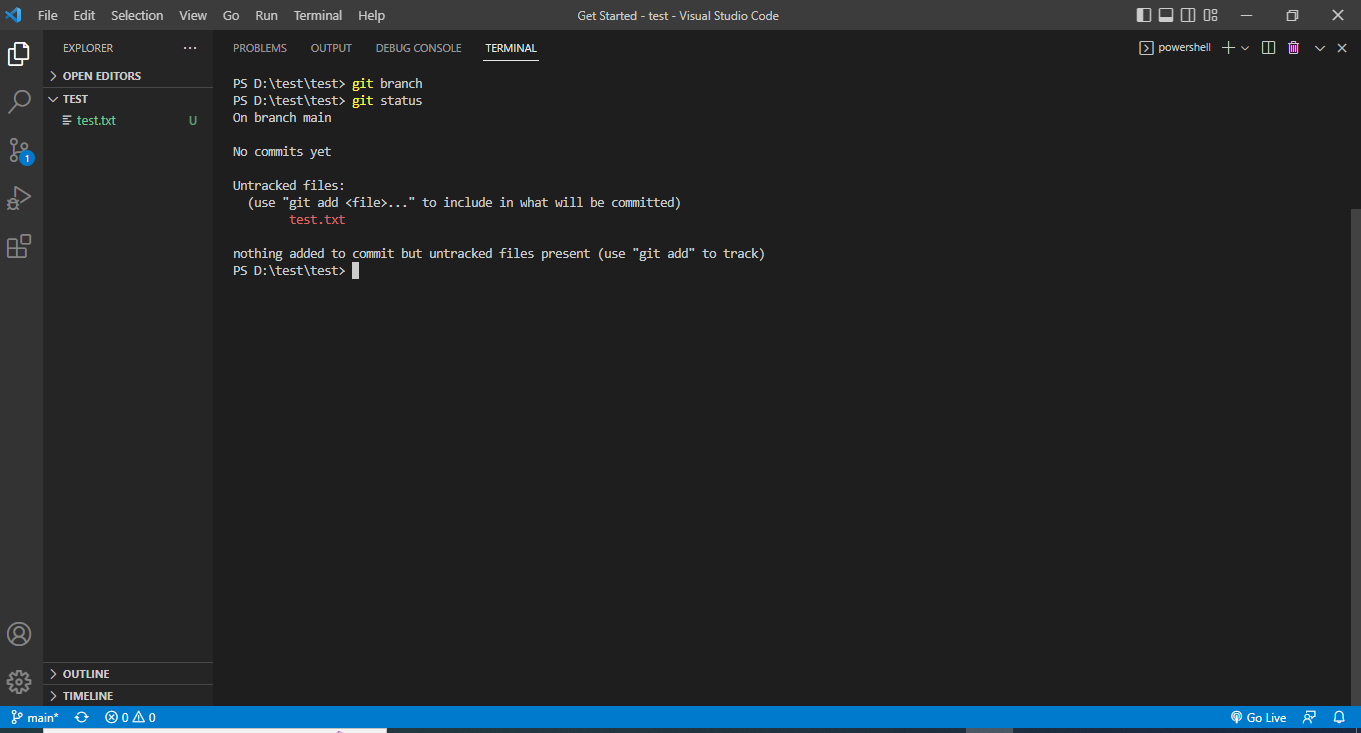 File Edit Selection View Go Run Terminal Help
Get Started - test - Visual Studio Code
EXPLORER
OPEN EDITORS
TEST
test.txt U
1
OUTLINE
TIMELINE
PROBLEMS OUTPUT DEBUG CONSOLE TERMINAL
powershell
PS D:\test\test> git branch
PS D:\test\test> git status
On branch main
No commits yet
Untracked files:
(use "git add <file>..." to include in what will be committed)
test.txt
nothing added to commit but untracked files present (use "git add" to track)
PS D:\test\test>
main* 0 0
Go Live